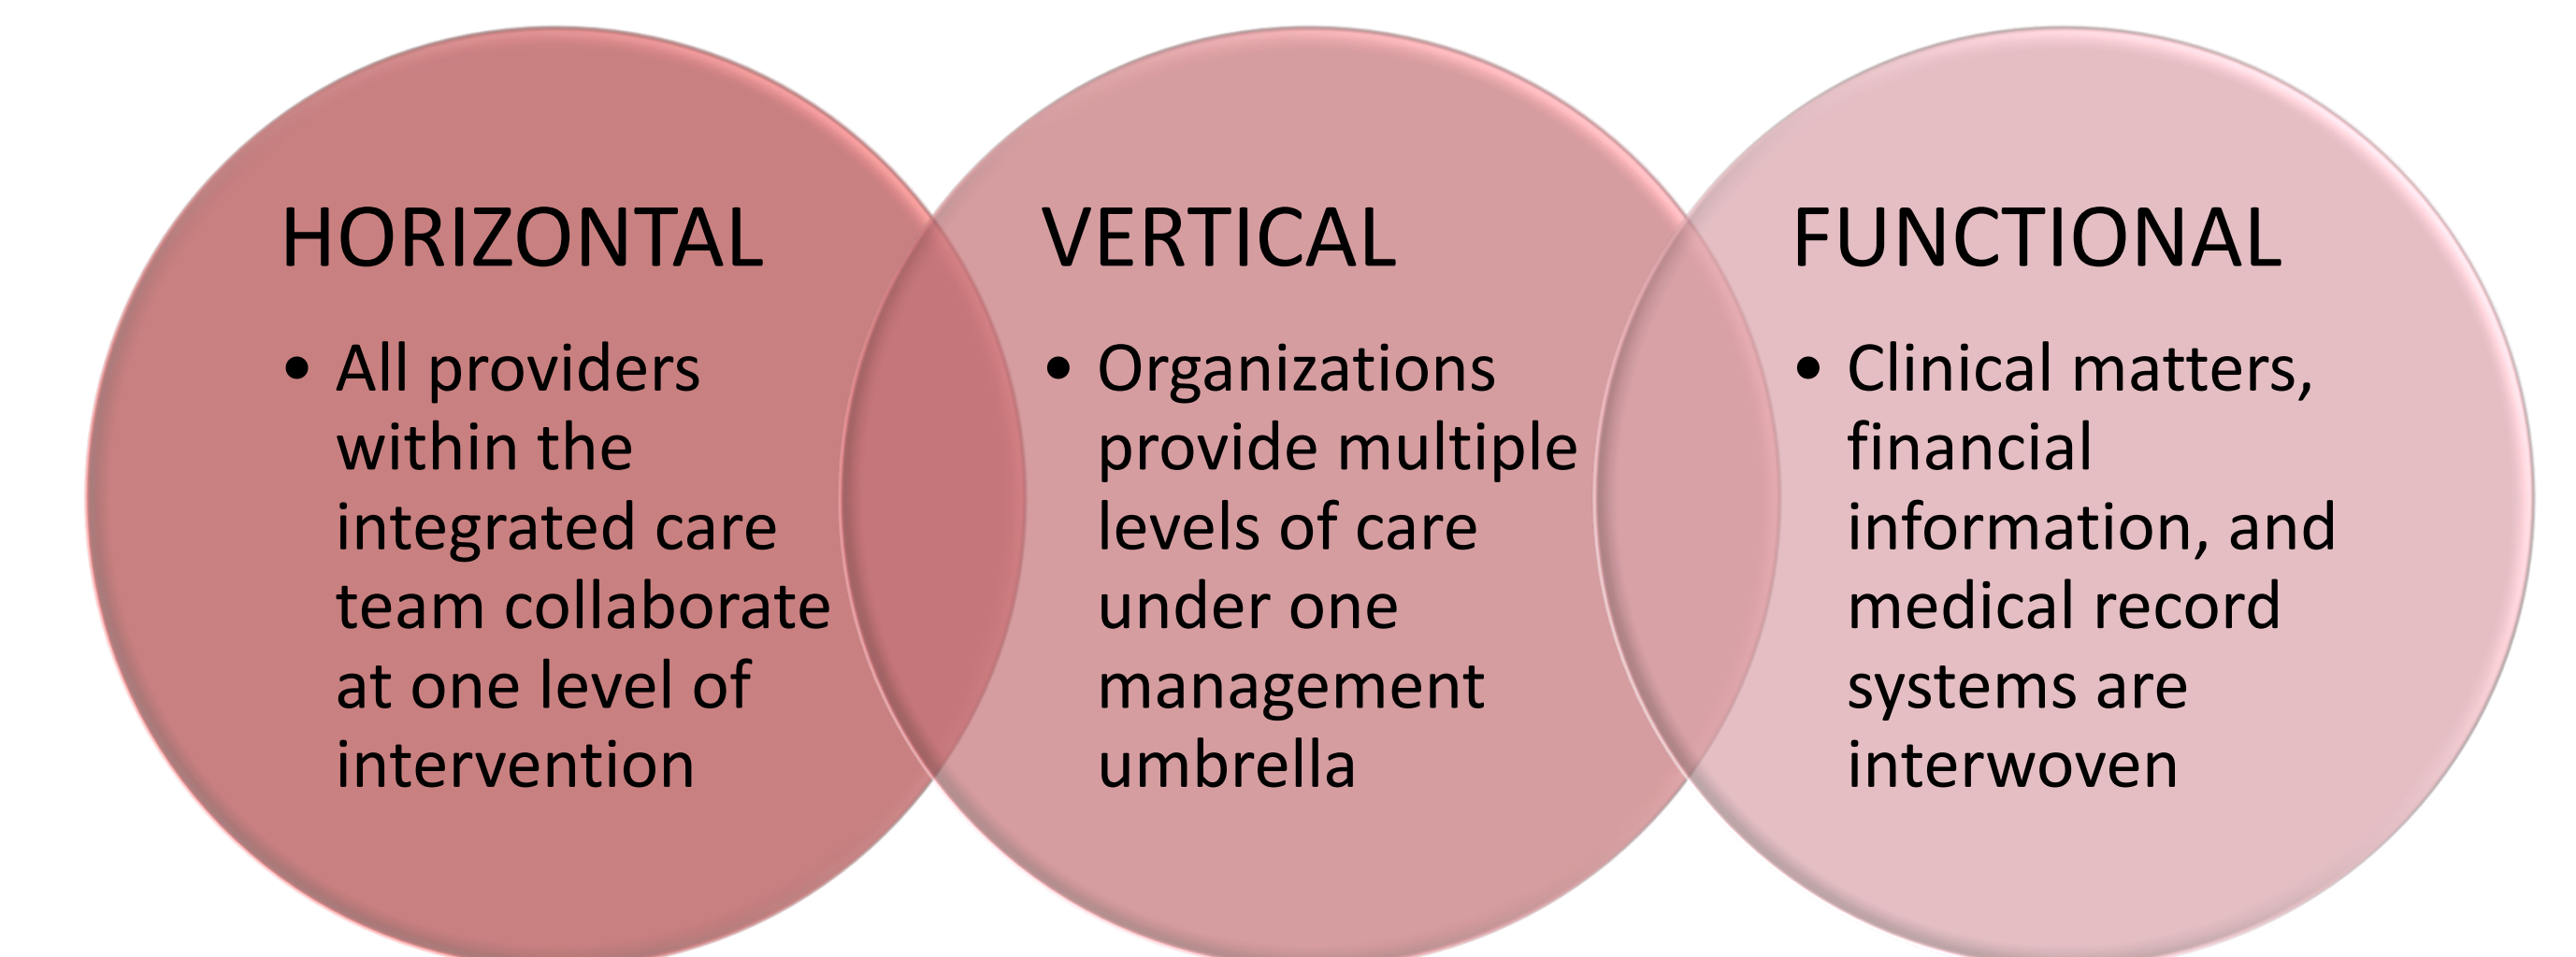 HORIZONTAL
• All providers
within the
integrated care
team collaborate
at one level of
intervention
VERTICAL
• Organizations
provide multiple
levels of care
under one
management
umbrella
FUNCTIONAL
• Clinical matters,
financial
information, and
medical record
systems are
interwoven